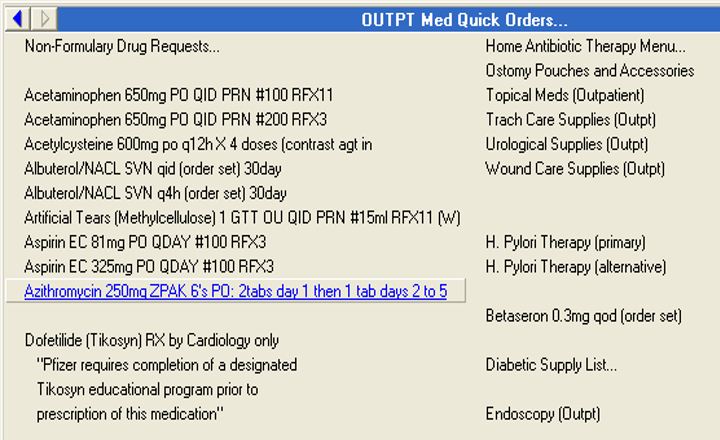 OUTPT Med Quick Orders...
Non-Formulary Drug Requests...
Acetaminophen 650mg PO QID PRN #100 RFX11
Acetaminophen 650mg PO QID PRN #200 RFX3
Acetylcysteine 600mg po q12h X 4 doses (contrast agt in
Albuterol/NACL SVN qid (order set) 30day
Albuterol/NACL SVN q4h (order set) 30day
Artificial Tears (Methylcellulose) 1 GTT OU QID PRN #15ml RFX11 (W)
Aspirin EC 81mg PO QDAY #100 RFX3
Aspirin EC 325mg PO QDAY #100 RFX3
Azithromycin 250mg ZPAK 6's PO: 2tabs day 1 then 1 tab days 2 to 5
Dofetilide (Tikosyn) RX by Cardiology only
"Pfizer requires completion of a designated
Tikosyn educational program prior to
prescription of this medication"
Home Antibiotic Therapy Menu...
Ostomy Pouches and Accessories
Topical Meds (Outpatient)
Trach Care Supplies (Outpt)
Urological Supplies (Outpt)
Wound Care Supplies (Outpt)
H. Pylori Therapy (primary)
H. Pylori Therapy (alternative)
Betaseron 0.3mg qod (order set)
Diabetic Supply List...
Endoscopy (Outpt)